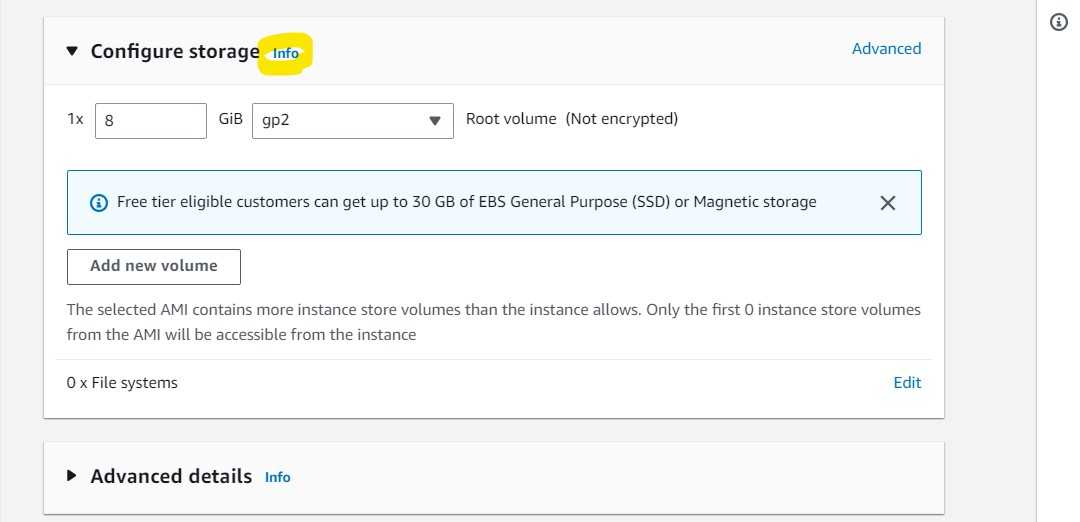 Configure storage Info Advanced
1x 8 GiB gp2 Root volume (Not encrypted)
Free tier eligible customers can get up to 30 GB of EBS General Purpose (SSD) or Magnetic storage
Add new volume
The selected AMI contains more instance store volumes than the instance allows. Only the first 0 instance store volumes
from the AMI will be accessible from the instance
0 x File systems Edit
Advanced details Info